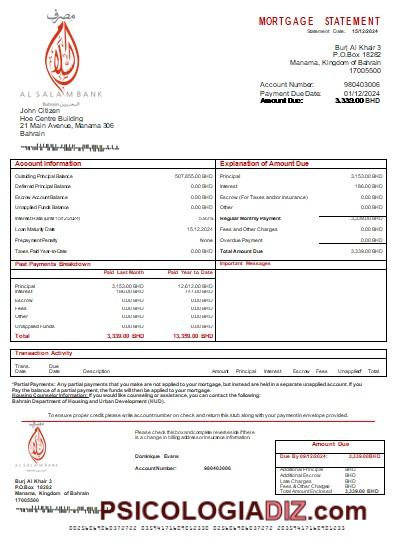 مصرف
MORTGAGE STATEMENT
Statement Date: 15/12/2024
Burj Al Khair 3
P.O.Box 18282
Manama, Kingdom of Bahrain
17005500
AL SALAM BANK
Account Number: 980403006
Payment Due Date: 01/12/2024
Amount Due: 3,339.00 BHD
John Citizen
Hoe Centre Building
21 Main Avenue, Manama 306
Bahrain
Account Information
Explanation of Amount Due
Outstanding Principal Balance 507,855.00 BHD
Principal 3,153.00 BHD
Deferred Principal Balance 0.00 BHD
Interest 186.00 BHD
Escrow Account Balance 0.00 BHD
Escrow (For Taxes and/or Insurance) 0.00 BHD
Unapplied Funds Balance 0.00 BHD
Other 0.00 BHD
Regular Monthly Payment 3,339.00 BHD
Loan Maturity Date 15.12.2024
Fees and Other Charges 0.00 BHD
Prepayment Penalty None
Overdue Payment 0.00 BHD
Taxes Paid Year-to-Date 0.00 BHD
Total Amount Due 3,339.00 BHD
Past Payments Breakdown
Important Messages
Paid Last Month Paid Year to Date
Principal 3,153.00 BHD 12,612.00 BHD
Interest 186.00 BHD 747.00 BHD
Escrow 0.00 BHD 0.00 BHD
Fees 0.00 BHD 0.00 BHD
Other 0.00 BHD 0.00 BHD
Unapplied Funds 0.00 BHD 0.00 BHD
Total 3,339.00 BHD 13,359.00 BHD
Transaction Activity
Trans. Date Due Date Description Amount Principal Interest Escrow Fees Unapplied* Total
*Partial Payments: Any partial payments that you make are not applied to your mortgage, but instead are held in a separate unapplied account. If you
Pay the balance of a partial payment, the funds will then be applied to your mortgage.
Housing Counselor Information: If you would like counseling or assistance, you can contact the following:
Bahrain Department of Housing and Urban Development (HUD).
To ensure proper credit, please write account number on check and return this stub along with your payment in envelope provided.
Please check this box and complete reverse side if there
is a change in billing address or insurance information.
Dominique Evans
Account Number: 980403006
AL SALAM BANK
Amount Due
Due By 09/12/2024: 3,339.00 BHD
Additional Principal BHD
Additional Escrow BHD
Late Charges BHD
Fees & Other Charges BHD
Total Amount Enclosed BHD
Burj Al Khair 3
P.O.Box 18282
Manama, Kingdom of Bahrain
17005500
PSICOLOGIADIZ.COM